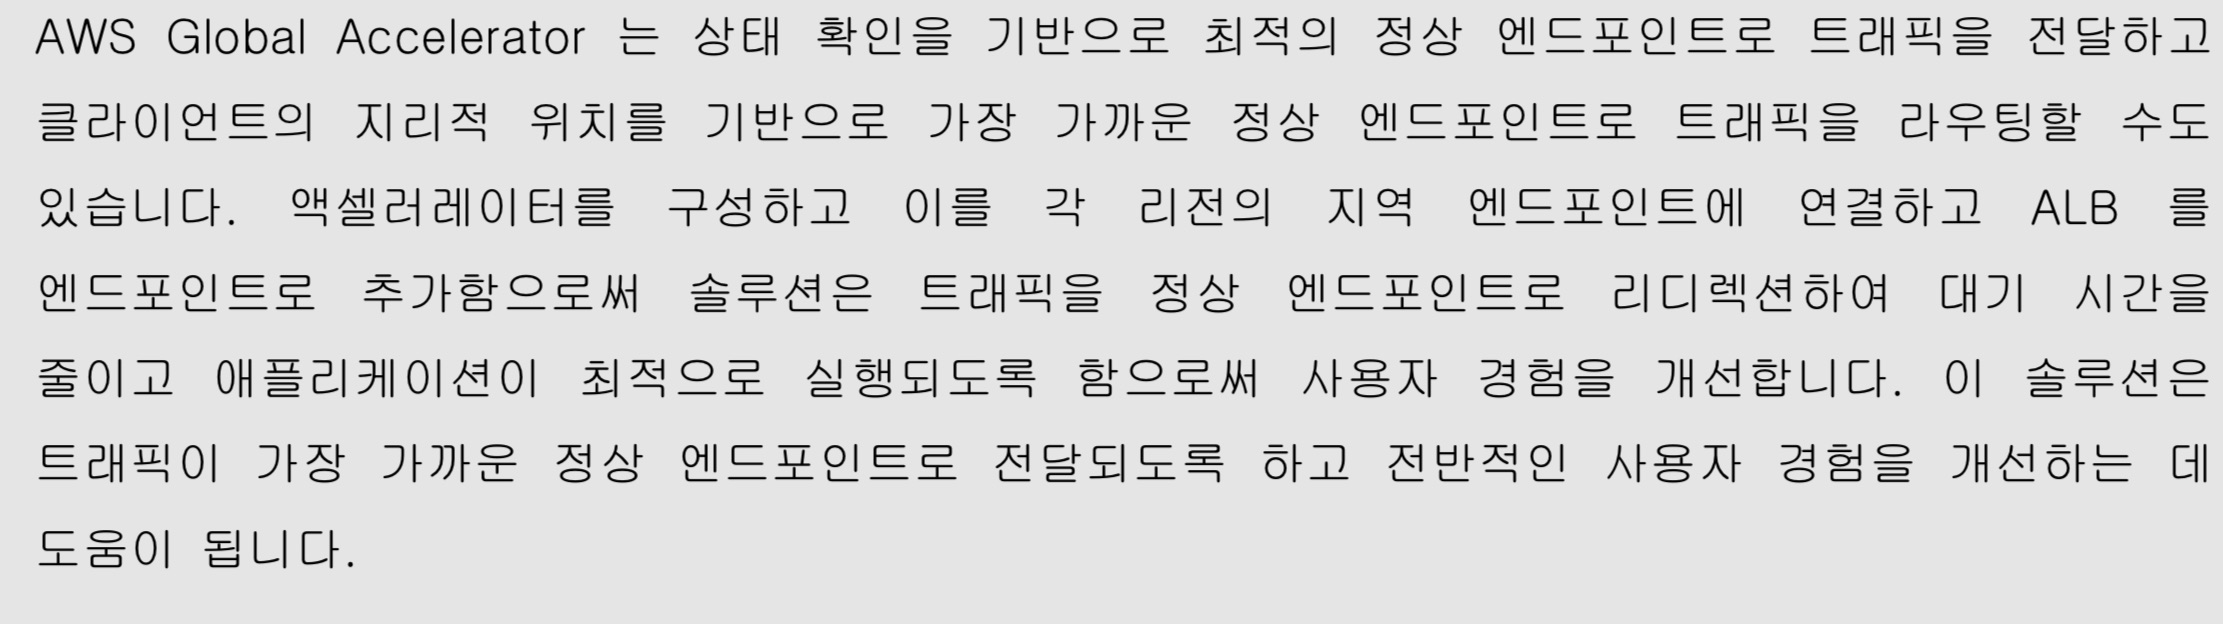 AWS Global Accelerator 는 상태 확인을 기반으로 최적의 정상 엔드포인트로 트래픽을 전달하고
클라이언트의 지리적 위치를 기반으로 가장 가까운 정상 엔드포인트로 트래픽을 라우팅할 수도
있습니다. 액셀러레이터를 구성하고 이를 각 리전의 지역 엔드포인트에 연결하고 ALB 를
엔드포인트로 추가함으로써 솔루션은 트래픽을 정상 엔드포인트로 리디렉션하여 대기 시간을
줄이고 애플리케이션이 최적으로 실행되도록 함으로써 사용자 경험을 개선합니다. 이 솔루션은
트래픽이 가장 가까운 정상 엔드포인트로 전달되도록 하고 전반적인 사용자 경험을 개선하는 데
도움이 됩니다.